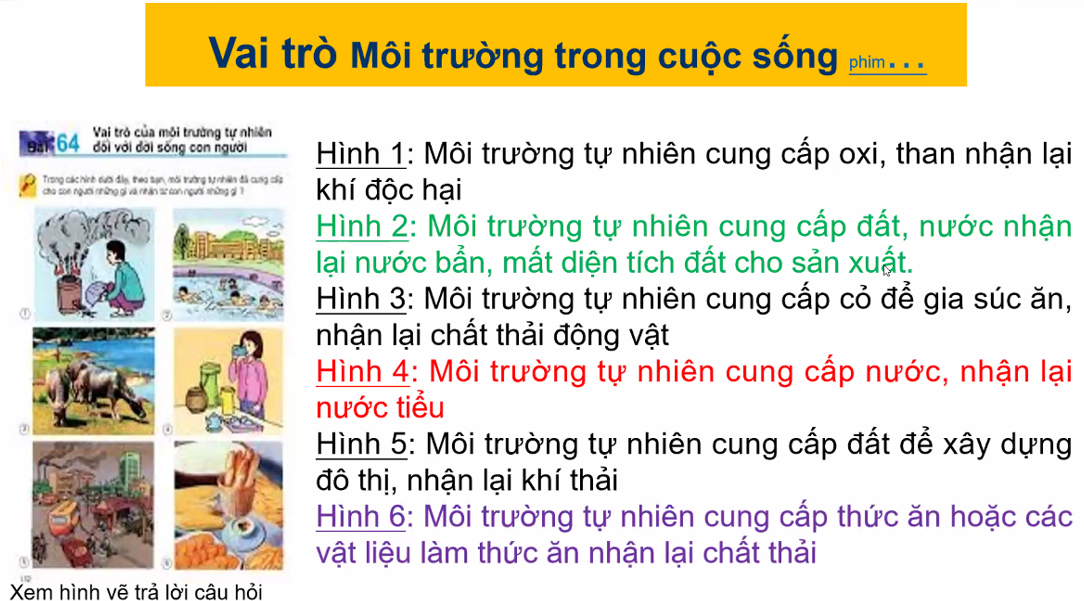 Vai trò Môi trường trong cuộc sống phim...
Bài 64 Vai trò của môi trường tự nhiên
đối với đời sống con người
Trong các hình dưới đây, theo bạn, môi trường tự nhiên đã cung cấp
cho con người những gì và nhận từ con người những gì ?
Hình 1: Môi trường tự nhiên cung cấp oxi, than nhận lại
khí độc hại
Hình 2: Môi trường tự nhiên cung cấp đất, nước nhận
lại nước bẩn, mất diện tích đất cho sản xuất.
Hình 3: Môi trường tự nhiên cung cấp cỏ để gia súc ăn,
nhận lại chất thải động vật
Hình 4: Môi trường tự nhiên cung cấp nước, nhận lại
nước tiểu
Hình 5: Môi trường tự nhiên cung cấp đất để xây dựng
đô thị, nhận lại khí thải
Hình 6: Môi trường tự nhiên cung cấp thức ăn hoặc các
vật liệu làm thức ăn nhận lại chất thải
1
2
3
4
5
6
Xem hình vẽ trả lời câu hỏi